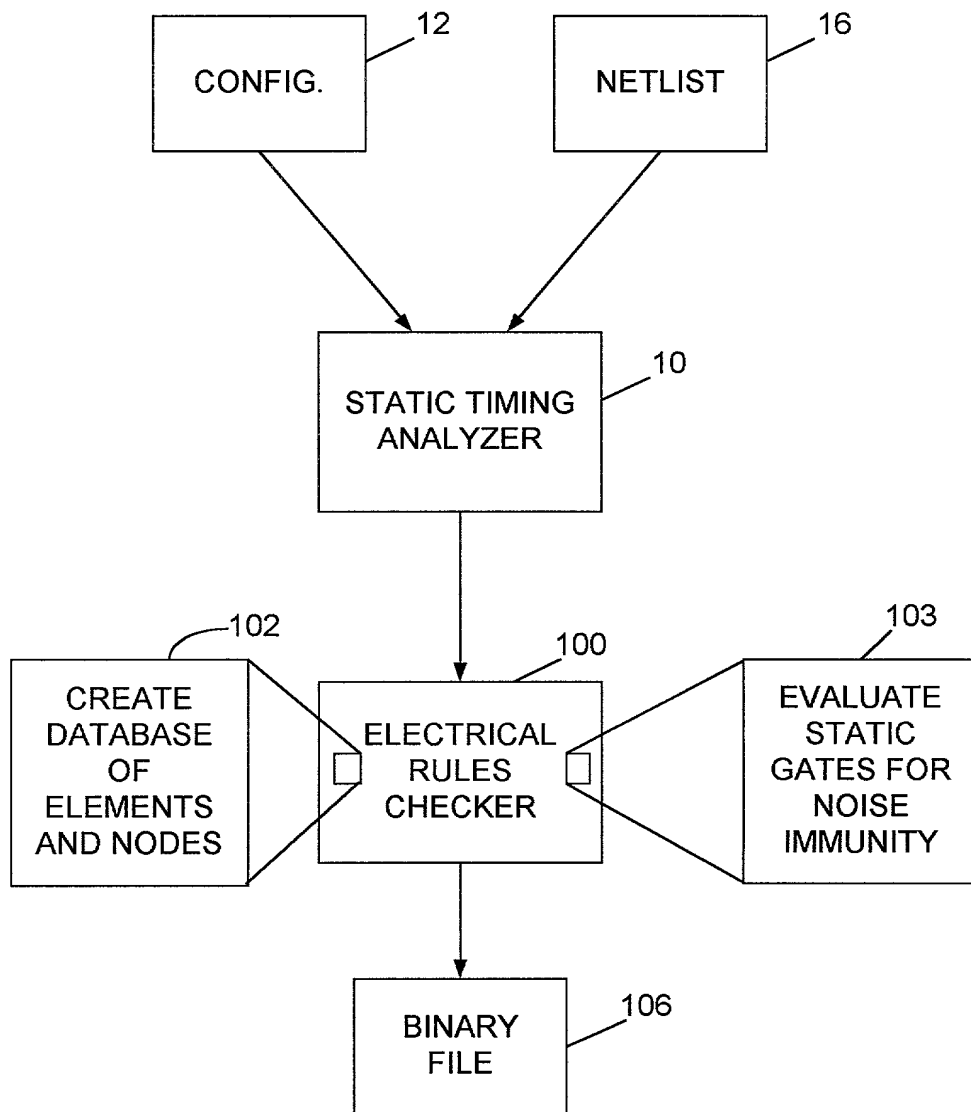 12
CONFIG.
16
NETLIST
10
STATIC TIMING
ANALYZER
102
CREATE
DATABASE
OF
ELEMENTS
AND NODES
100
ELECTRICAL
RULES
CHECKER
103
EVALUATE
STATIC
GATES FOR
NOISE
IMMUNITY
106
BINARY
FILE